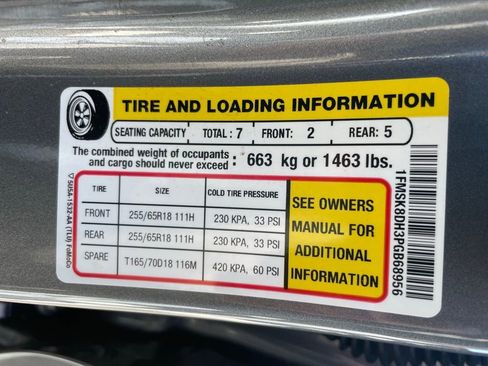 TIRE AND LOADING INFORMATION
SEATING CAPACITY TOTAL : 7 FRONT: 2 REAR: 5
The combined weight of occupants
and cargo should never exceed : 663 kg or 1463 lbs.
TIRE SIZE COLD TIRE PRESSURE
FRONT 255/65R18 111H 230 KPA, 33 PSI
REAR 255/65R18 111H 230 KPA, 33 PSI
SPARE T165/70D18 116M 420 KPA, 60 PSI
SEE OWNERS
MANUAL FOR
ADDITIONAL
INFORMATION
1FMSK8DH3PGB68956